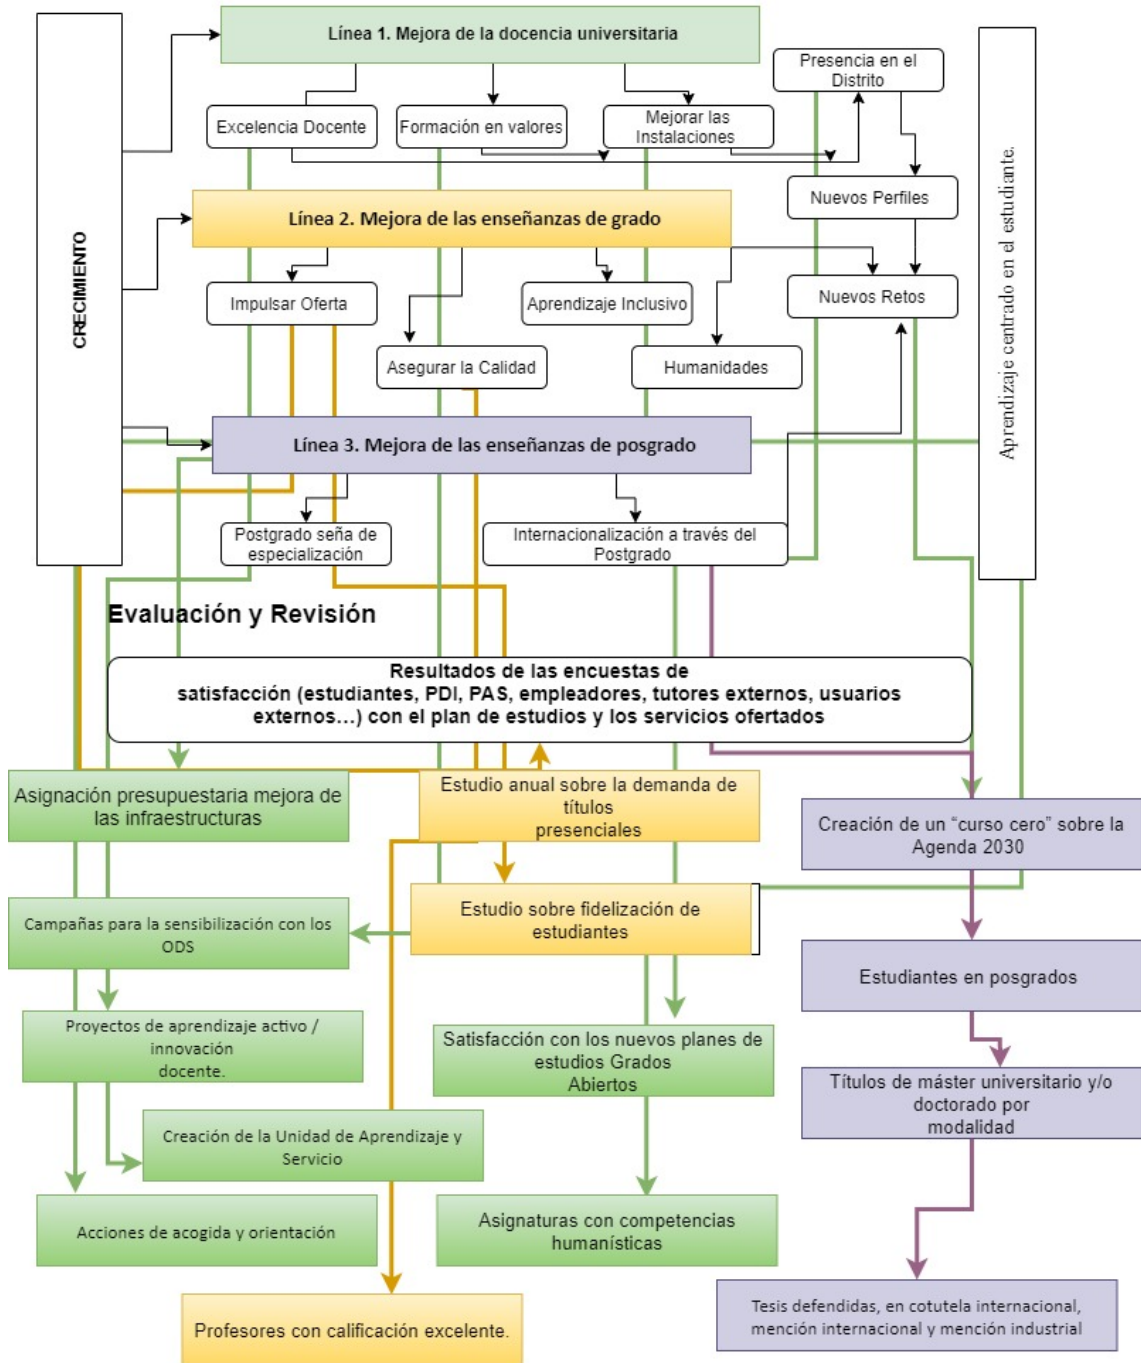 Línea 1. Mejora de la docencia universitaria
Presencia en el
Distrito
Excelencia Docente
Formación en valores
Mejorar las
Instalaciones
Nuevos Perfiles
Línea 2. Mejora de las enseñanzas de grado
CRECIMIENTO
Aprendizaje centrado en el estudiante.
Impulsar Oferta
Aprendizaje Inclusivo
Nuevos Retos
Asegurar la Calidad
Humanidades
Línea 3. Mejora de las enseñanzas de posgrado
Postgrado seña de
especialización
Internacionalización a través del
Postgrado
Evaluación y Revisión
Resultados de las encuestas de
satisfacción (estudiantes, PDI, PAS, empleadores, tutores externos, usuarios
externos...) con el plan de estudios y los servicios ofertados
Asignación presupuestaria mejora de
las infraestructuras
Estudio anual sobre la demanda de
títulos
presenciales
Creación de un “curso cero” sobre la
Agenda 2030
Campañas para la sensibilización con los
ODS
Estudio sobre fidelización de
estudiantes
Estudiantes en posgrados
Proyectos de aprendizaje activo /
innovación
docente.
Satisfacción con los nuevos planes de
estudios Grados
Abiertos
Títulos de máster universitario y/o
doctorado por
modalidad
Creación de la Unidad de Aprendizaje y
Servicio
Acciones de acogida y orientación
Asignaturas con competencias
humanísticas
Profesores con calificación excelente.
Tesis defendidas, en cotutela internacional,
mención internacional y mención industrial